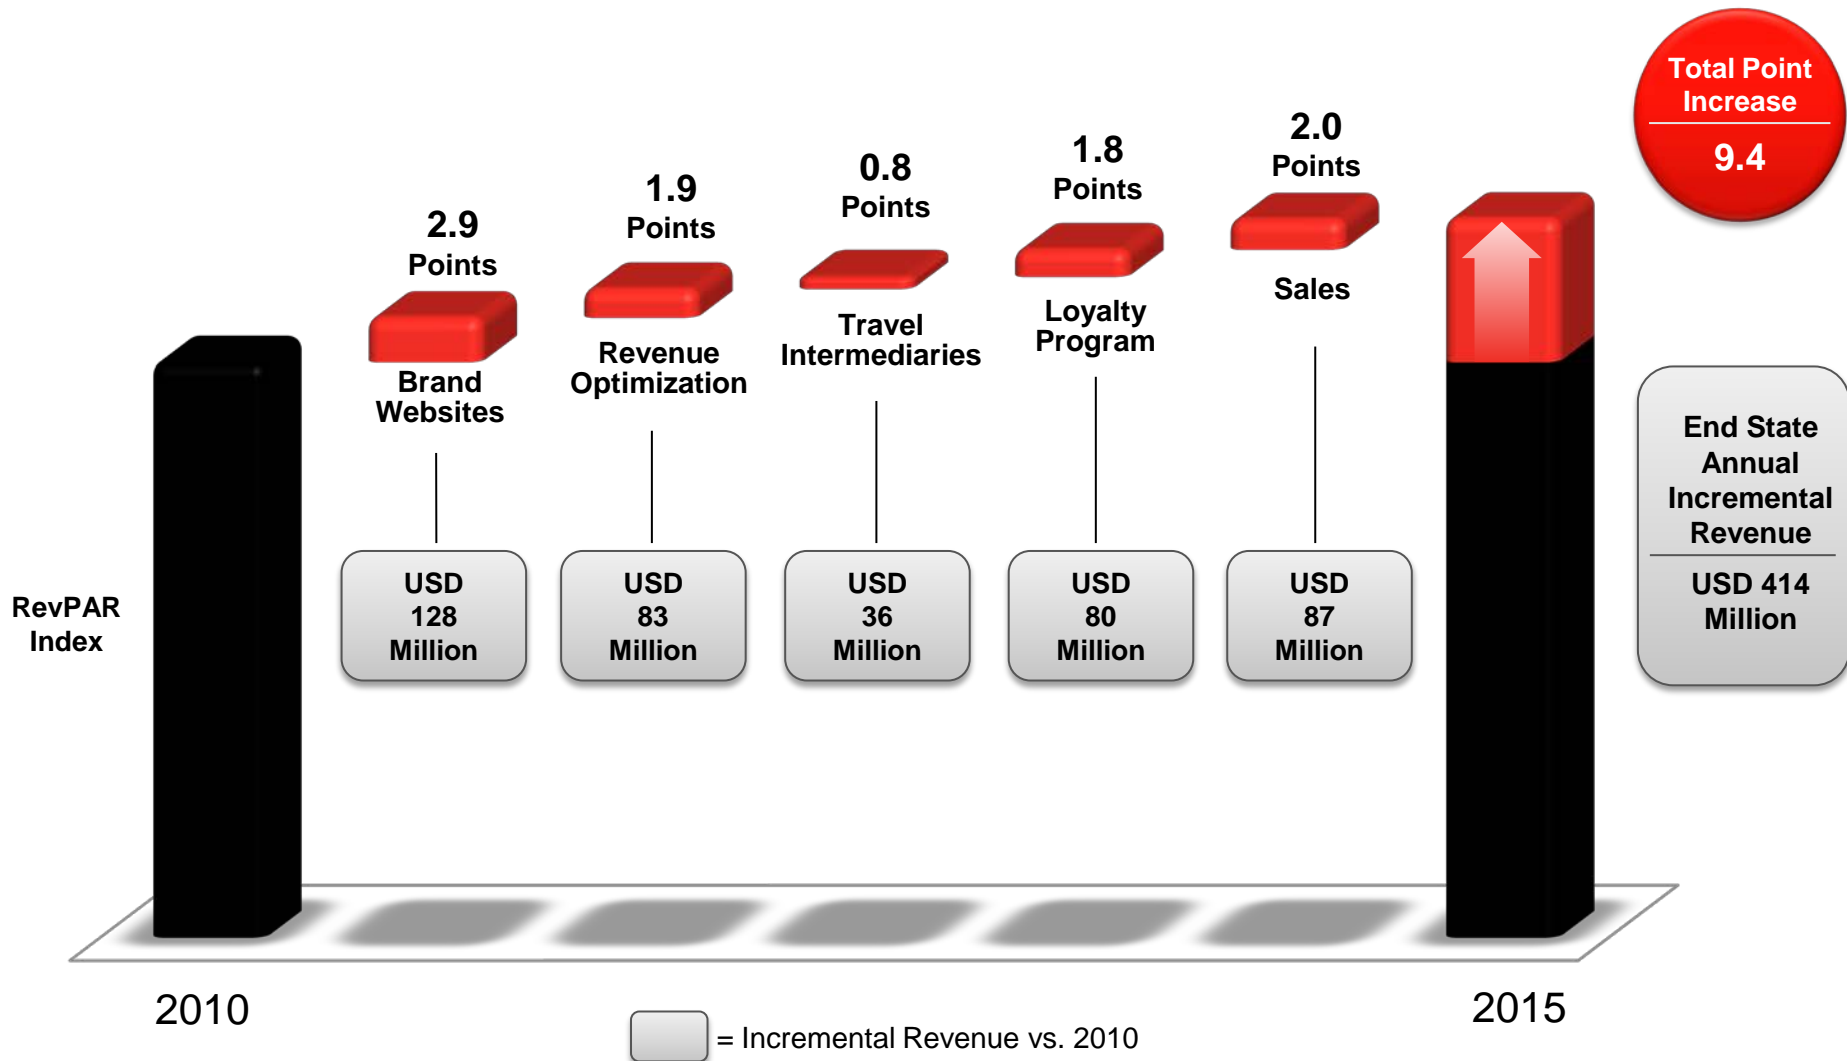 Total Point
Increase
9.4
2.9
Points
1.9
Points
0.8
Points
1.8
Points
2.0
Points
Brand
Websites
Revenue
Optimization
Travel
Intermediaries
Loyalty
Program
Sales
RevPAR
Index
USD
128
Million
USD
83
Million
USD
36
Million
USD
80
Million
USD
87
Million
End State
Annual
Incremental
Revenue
USD 414
Million
2010
2015
= Incremental Revenue vs. 2010